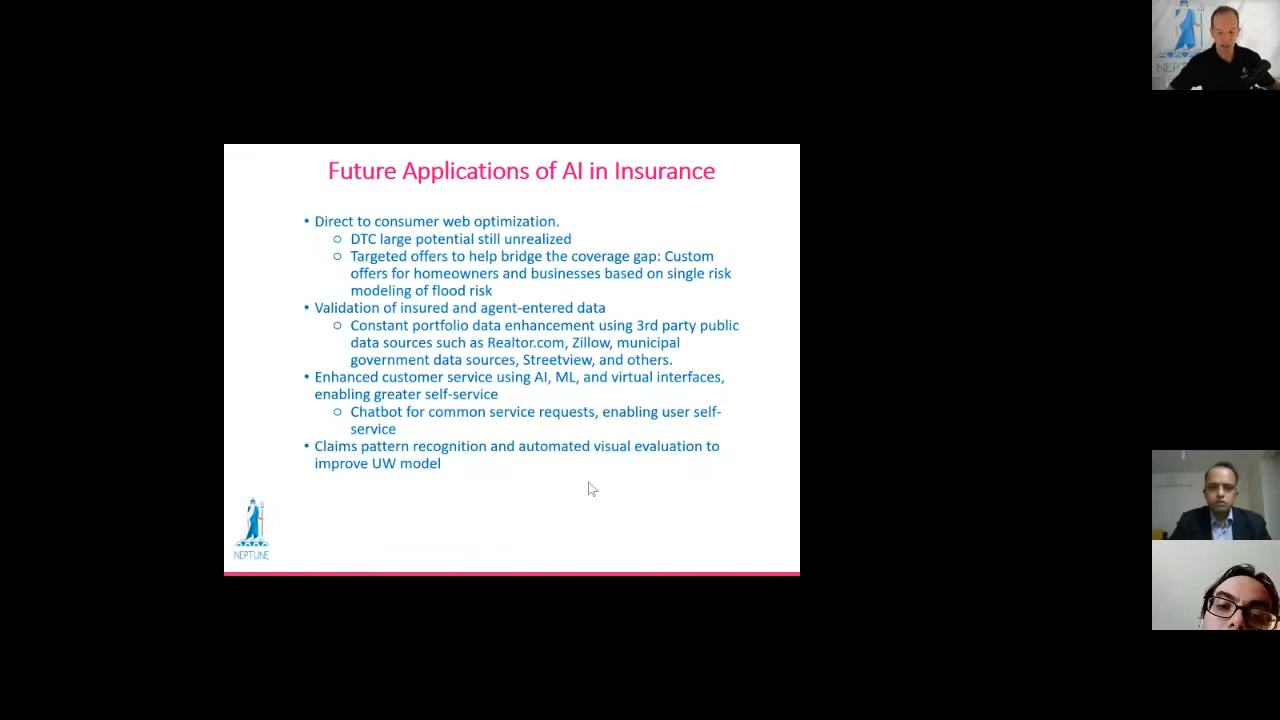 Future Applications of AI in Insurance
• Direct to consumer web optimization.
○ DTC large potential still unrealized
○ Targeted offers to help bridge the coverage gap: Custom
offers for homeowners and businesses based on single risk
modeling of flood risk
• Validation of insured and agent-entered data
○ Constant portfolio data enhancement using 3rd party public
data sources such as Realtor.com, Zillow, municipal
government data sources, Streetview, and others.
• Enhanced customer service using AI, ML, and virtual interfaces,
enabling greater self-service
○ Chatbot for common service requests, enabling user self-
service
• Claims pattern recognition and automated visual evaluation to
improve UW model
NEPTUNE